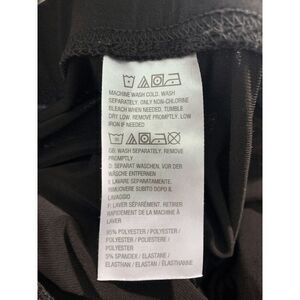 MACHINE WASH COLD. WASH
SEPARATELY. ONLY NON-CHLORINE
BLEACH WHEN NEEDED. TUMBLE
DRY LOW. REMOVE PROMPTLY. LOW
IRON IF NEEDED
GB: WASH SEPARATELY. REMOVE
PROMPTLY
D: SEPARAT WASCHEN. VOR DER
WÄSCHE ENTFERNEN
I: LAVARE SEPARATAMENTE.
RIMUOVERE SUBITO DOPO IL
LAVAGGIO
F: LAVER SÉPARÉMENT. RETIRER
RAPIDEMENT DE LA MACHINE À
LAVER
95% POLYESTER / POLYESTER /
POLYESTER / POLIESTERE /
POLYESTER
5% SPANDEX / ELASTANE /
ELASTHAN / ELASTAN / ÉLASTHANNE